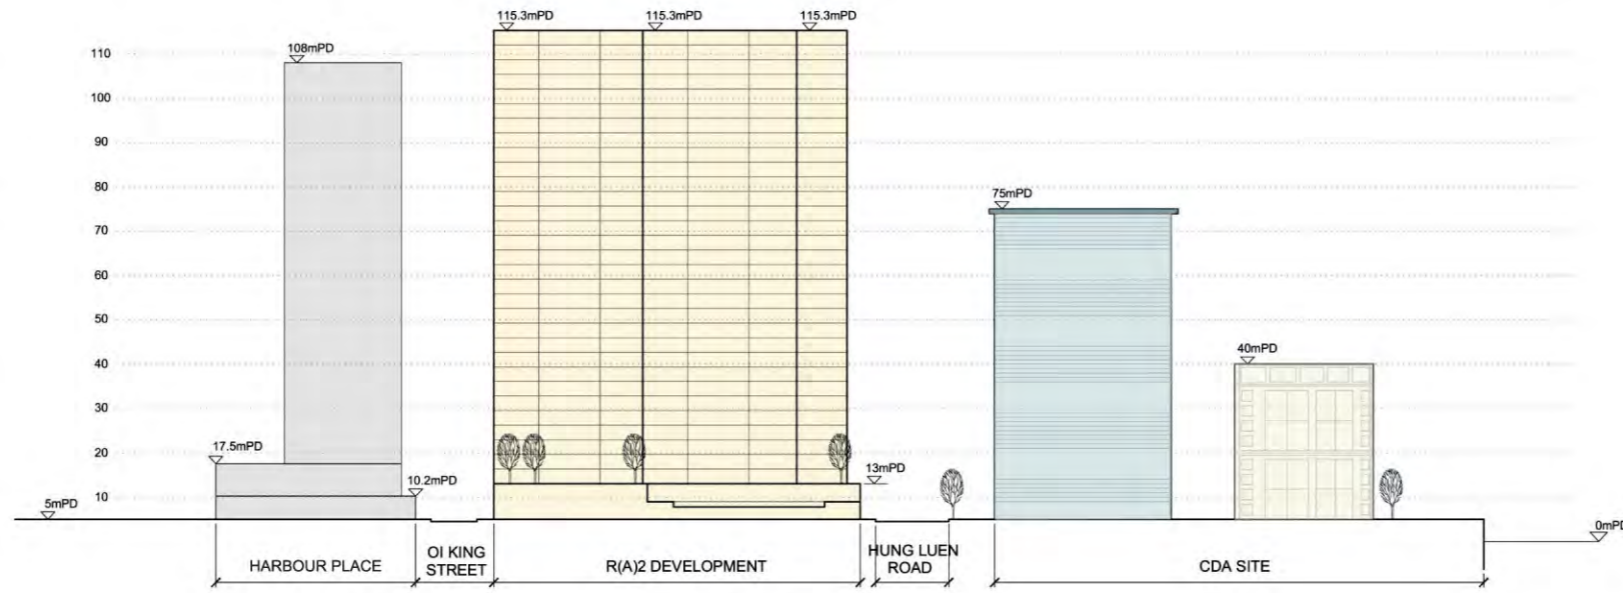 115.3mPD 115.3mPD 115.3mPD
108mPD
110
100
90
80
75mPD
70
60
50
40mPD
40
30
20
17.5mPD
13mPD
10.2mPD
10
5mPD
0mPD
HARBOUR PLACE
OI KING
STREET
R(A)2 DEVELOPMENT
HUNG LUEN
ROAD
CDA SITE